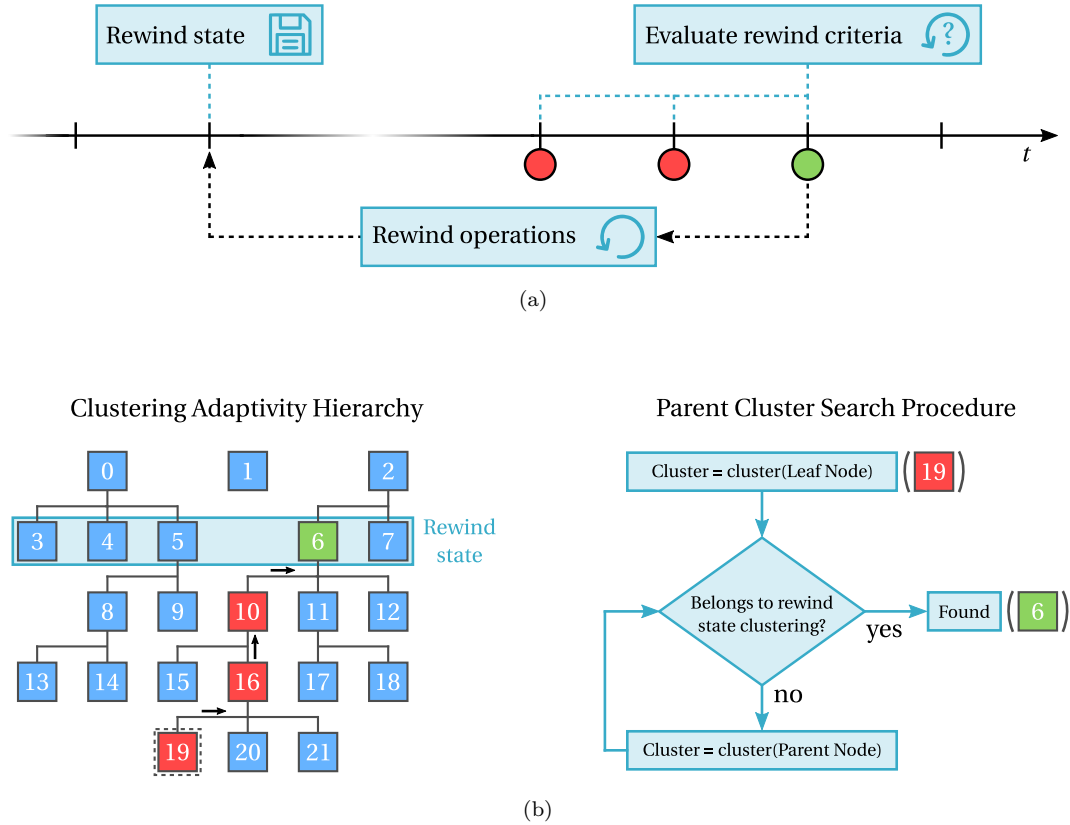 Rewind state
Evaluate rewind criteria
?
t
Rewind operations
(a)
Clustering Adaptivity Hierarchy
0 1 2
3 4 5 6 7
Rewind
state
8 9 10 11 12
13 14 15 16 17 18
19 20 21
Parent Cluster Search Procedure
Cluster = cluster(Leaf Node) (19)
Belongs to rewind
state clustering?
yes
Found (6)
no
Cluster = cluster(Parent Node)
(b)